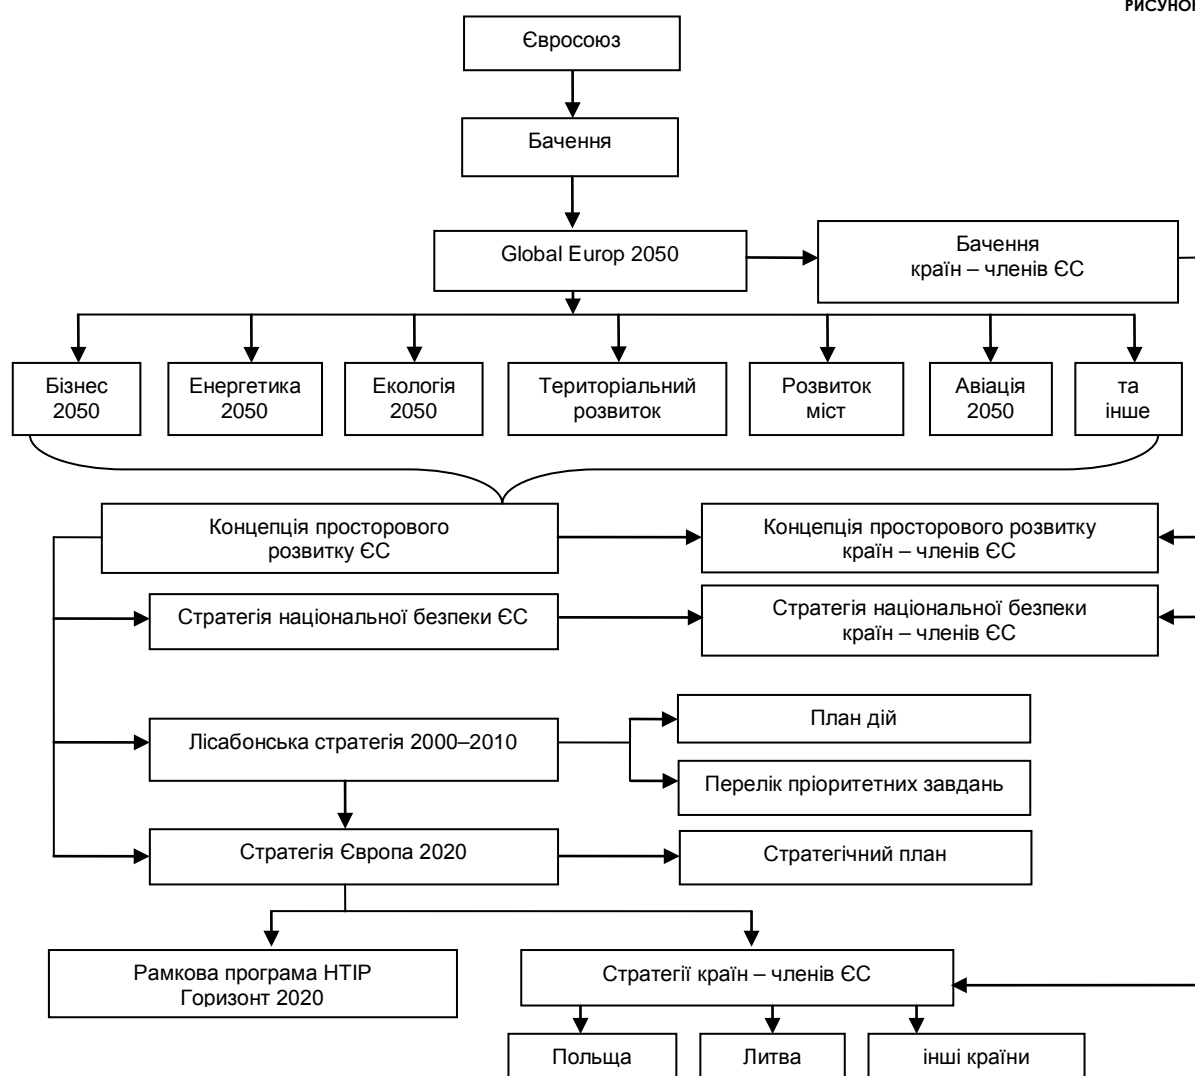 РИСУНОК
Євросоюз
Бачення
Global Europ 2050
Бачення
країн – членів ЄС
Бізнес
2050
Енергетика
2050
Екологія
2050
Територіальний
розвиток
Розвиток
міст
Авіація
2050
та
інше
Концепція просторового
розвитку ЄС
Концепція просторового розвитку
країн – членів ЄС
Стратегія національної безпеки ЄС
Стратегія національної безпеки
країн – членів ЄС
План дій
Лісабонська стратегія 2000–2010
Перелік пріоритетних завдань
Стратегія Європа 2020
Стратегічний план
Рамкова програма НТІР
Горизонт 2020
Стратегії країн – членів ЄС
Польща
Литва
інші країни